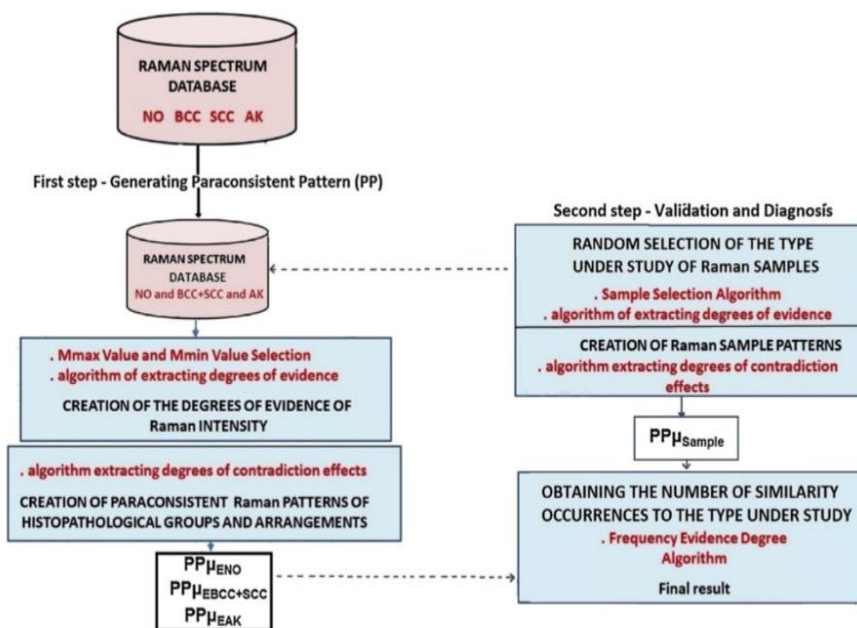 RAMAN SPECTRUM
DATABASE
NO BCC SCC AK
First step - Generating Paraconsistent Pattern (PP)
RAMAN SPECTRUM
DATABASE
NO and BCC+SCC and AK
. Mmax Value and Mmin Value Selection
. algorithm of extracting degrees of evidence
CREATION OF THE DEGREES OF EVIDENCE OF
Raman INTENSITY
. algorithm extracting degrees of contradiction effects
CREATION OF PARACONSISTENT Raman PATTERNS OF
HISTOPATHOLOGICAL GROUPS AND ARRANGEMENTS
PPμENO
PPμEBCC+SCC
PPμEAK
Second step - Validation and Diagnosis
RANDOM SELECTION OF THE TYPE
UNDER STUDY OF Raman SAMPLES
. Sample Selection Algorithm
. algorithm of extracting degrees of evidence
CREATION OF Raman SAMPLE PATTERNS
. algorithm extracting degrees of contradiction
effects
PPμSample
OBTAINING THE NUMBER OF SIMILARITY
OCCURRENCES TO THE TYPE UNDER STUDY
. Frequency Evidence Degree
Algorithm
Final result